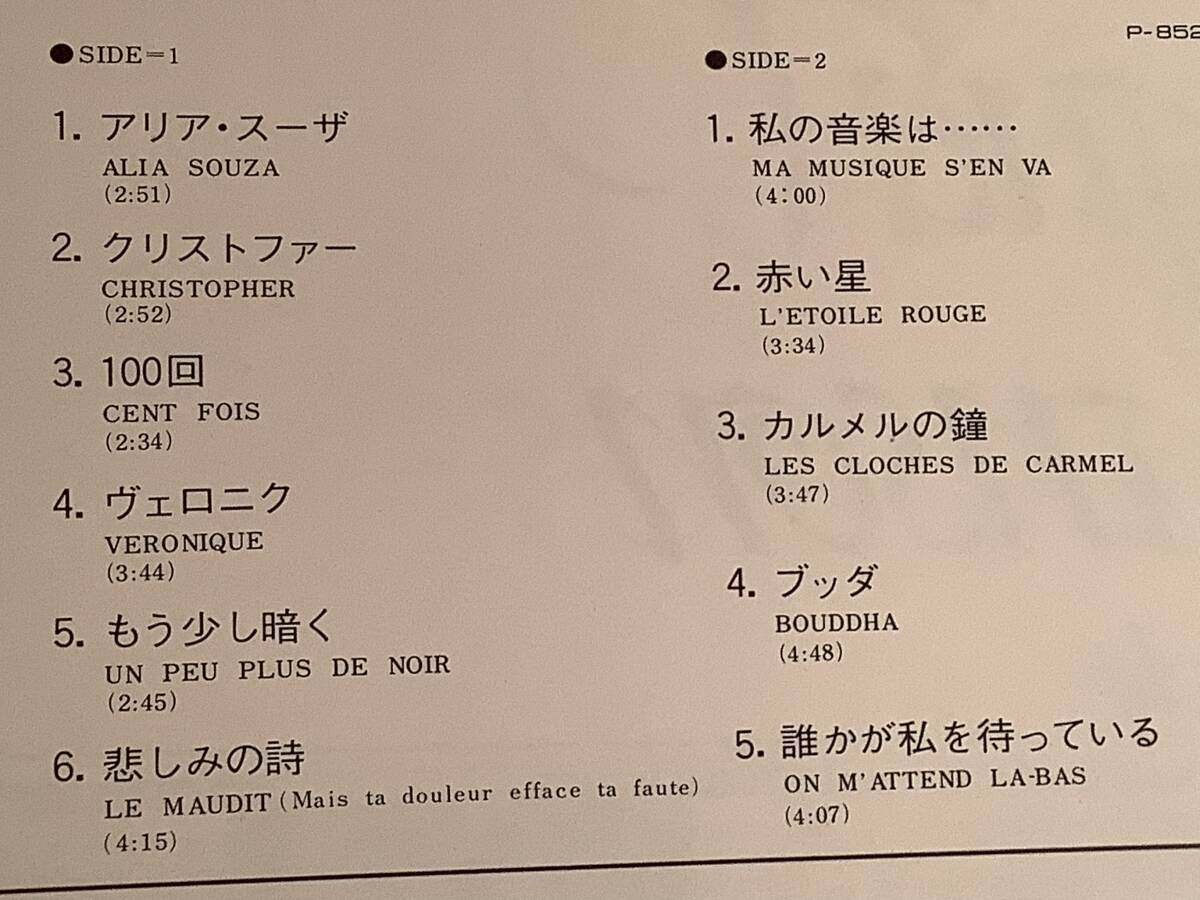 P-852
●SIDE=1
1. アリア・スーザ
ALIA SOUZA
(2:51)
2. クリストファー
CHRISTOPHER
(2:52)
3. 100回
CENT FOIS
(2:34)
4. ヴェロニク
VERONIQUE
(3:44)
5. もう少し暗く
UN PEU PLUS DE NOIR
(2:45)
6. 悲しみの詩
LE MAUDIT(Mais ta douleur efface ta faute)
(4:15)
●SIDE=2
1. 私の音楽は……
MA MUSIQUE S'EN VA
(4:00)
2. 赤い星
L'ETOILE ROUGE
(3:34)
3. カルメルの鐘
LES CLOCHES DE CARMEL
(3:47)
4. ブッダ
BOUDDHA
(4:48)
5. 誰かが私を待っている
ON M'ATTEND LA-BAS
(4:07)